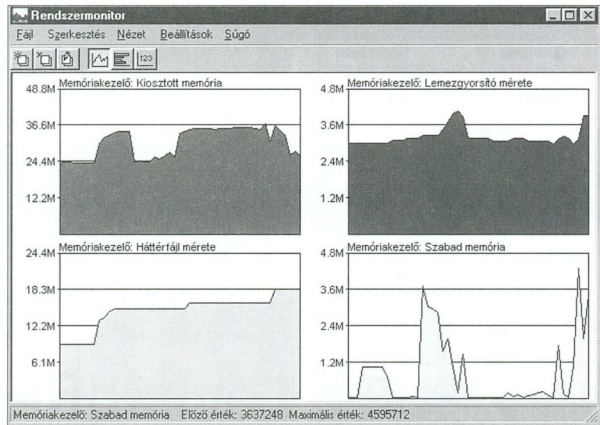 Rendszermonitor
Fájl Szerkesztés Nézet Beállítások Súgó
123
Memóriakezelő: Kiosztott memória
48.8M
36.6M
24.4M
12.2M
Memóriakezelő: Lemezgyorsító mérete
4.8M
3.6M
2.4M
1.2M
Memóriakezelő: Háttérfájl mérete
24.4M
18.3M
12.2M
6.1M
Memóriakezelő: Szabad memória
4.8M
3.6M
2.4M
1.2M
Memóriakezelő: Szabad memória Előző érték: 3637248 Maximális érték: 4595712